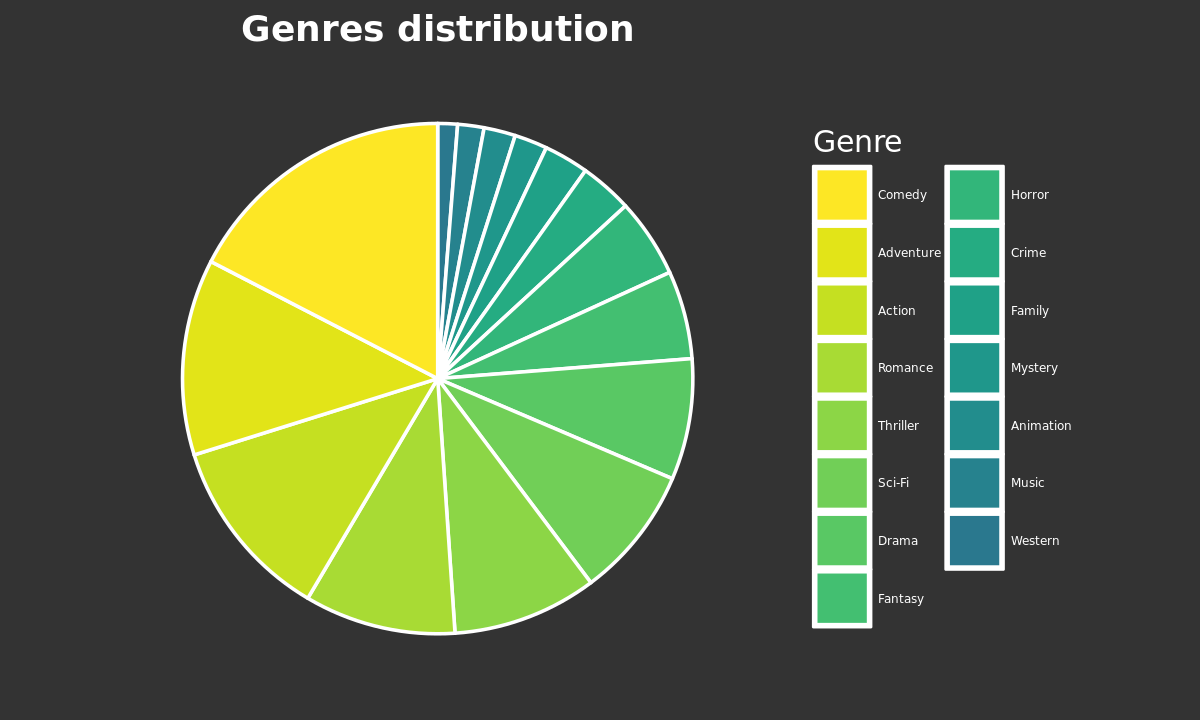 Genres distribution
Genre
Comedy
Adventure
Action
Romance
Thriller
Sci-Fi
Drama
Fantasy
Horror
Crime
Family
Mystery
Animation
Music
Western